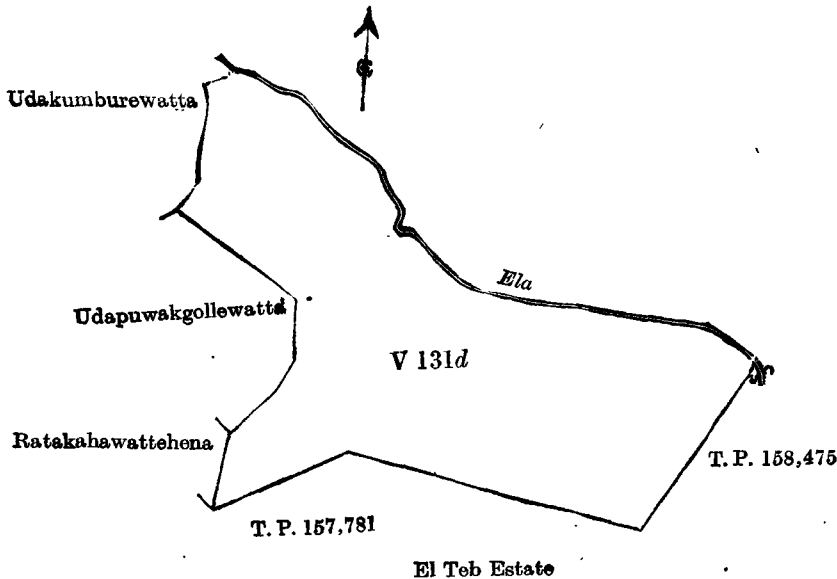 Udakumburewatta
Ela
Udapuwakgollewatta
V 131d
Ratakahawattehena
T. P. 158,475
T. P. 157,781
El Teb Estate